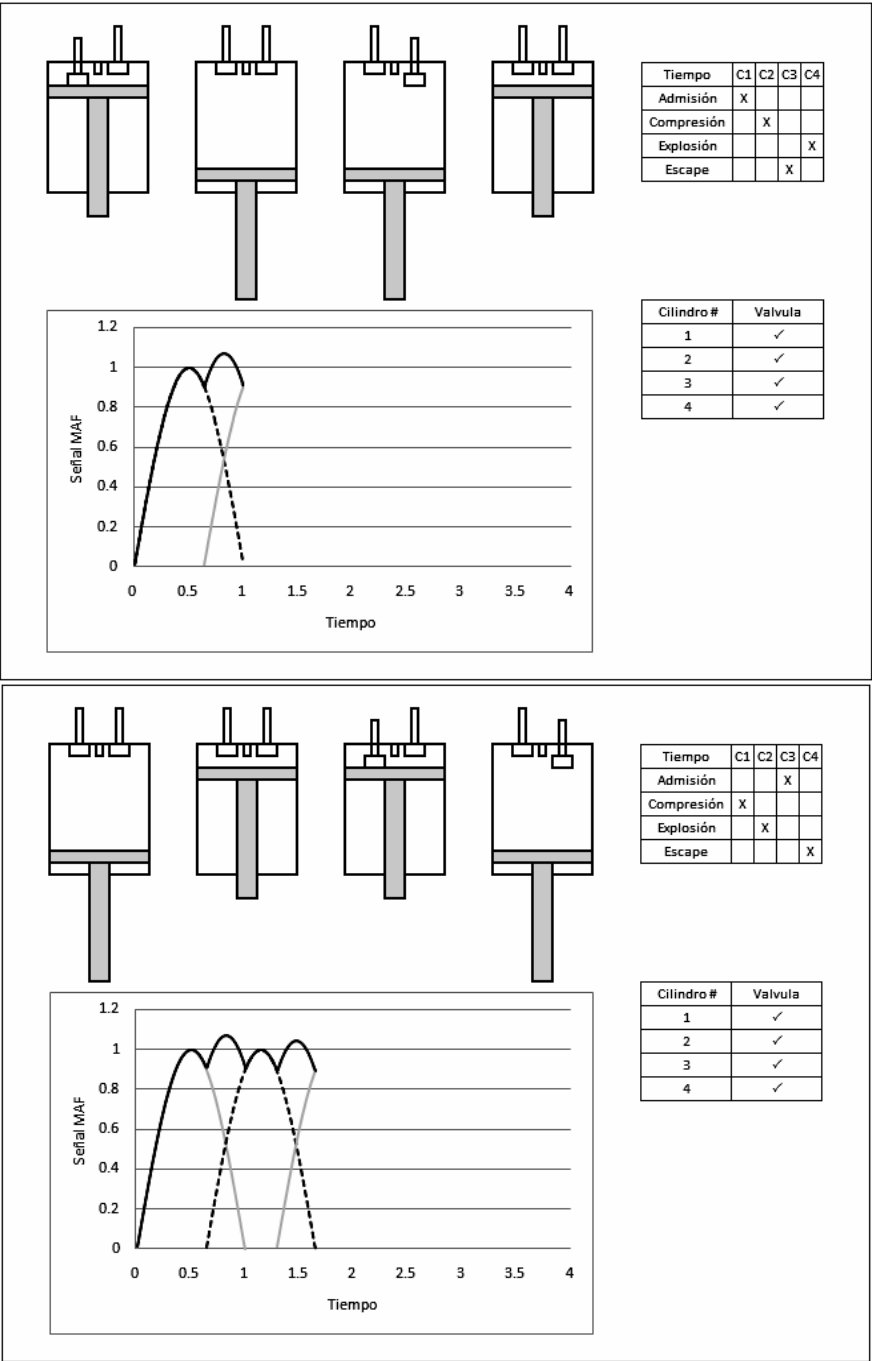 Tiempo C1 C2 C3 C4
Admisión X
Compresión X
Explosión X
Escape X
Cilindro # Valvula
1 ✓
2 ✓
3 ✓
4 ✓
1.2
1
0.8
0.6
0.4
0.2
0
Señal MAF
0 0.5 1 1.5 2 2.5 3 3.5 4
Tiempo
Tiempo C1 C2 C3 C4
Admisión X
Compresión X
Explosión X
Escape X
Cilindro # Valvula
1 ✓
2 ✓
3 ✓
4 ✓
1.2
1
0.8
0.6
0.4
0.2
0
Señal MAF
0 0.5 1 1.5 2 2.5 3 3.5 4
Tiempo